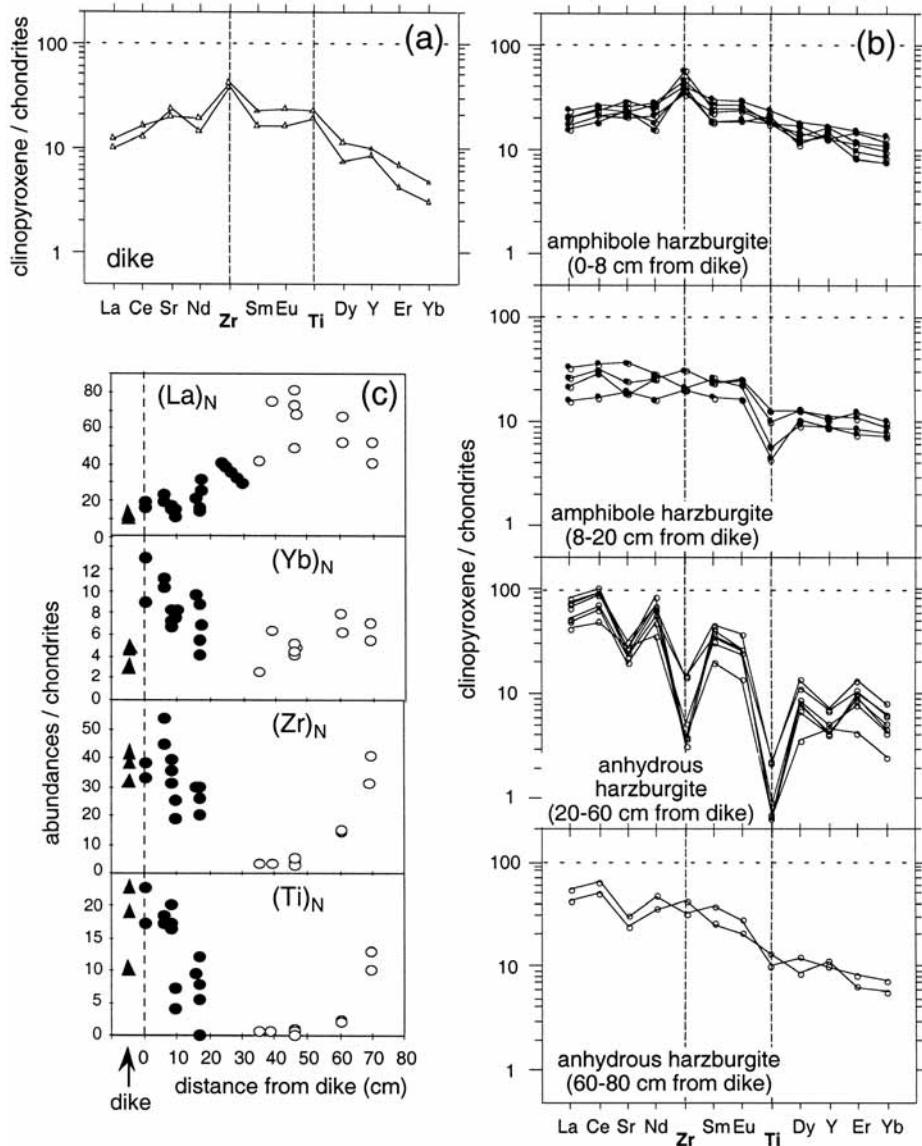 (a)
clinopyroxene / chondrites
100
10
1
dike
La Ce Sr Nd Zr Sm Eu Ti Dy Y Er Yb
(b)
clinopyroxene / chondrites
100
10
1
amphibole harzburgite
(0-8 cm from dike)
100
10
1
amphibole harzburgite
(8-20 cm from dike)
100
10
1
anhydrous
harzburgite
(20-60 cm from dike)
100
10
1
anhydrous harzburgite
(60-80 cm from dike)
La Ce Sr Nd Zr Sm Eu Ti Dy Y Er Yb
(c)
abundances / chondrites
(La)N
80
60
40
20
0
(Yb)N
12
10
8
6
4
2
0
(Zr)N
50
40
30
20
10
0
(Ti)N
20
15
10
5
0
0 10 20 30 40 50 60 70 80
distance from dike (cm)
dike